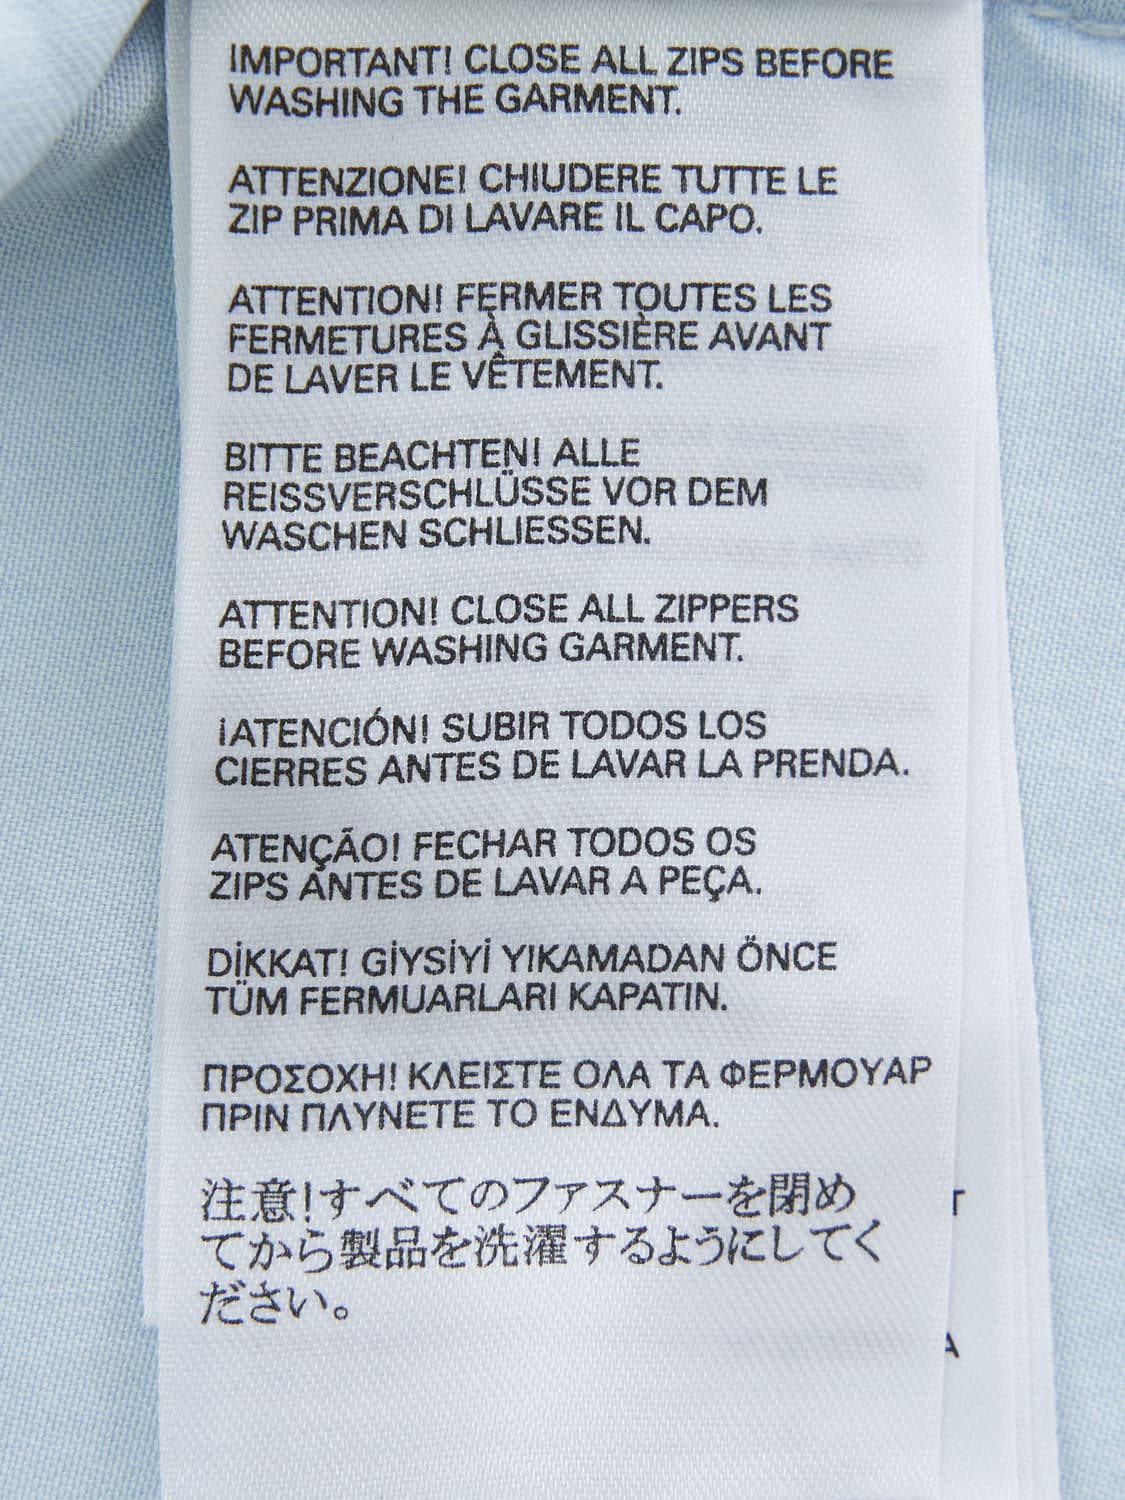 IMPORTANT! CLOSE ALL ZIPS BEFORE
WASHING THE GARMENT.
ATTENZIONE! CHIUDERE TUTTE LE
ZIP PRIMA DI LAVARE IL CAPO.
ATTENTION! FERMER TOUTES LES
FERMETURES À GLISSIÈRE AVANT
DE LAVER LE VÊTEMENT.
BITTE BEACHTEN! ALLE
REISSVERSCHLÜSSE VOR DEM
WASCHEN SCHLIESSEN.
ATTENTION! CLOSE ALL ZIPPERS
BEFORE WASHING GARMENT.
¡ATENCIÓN! SUBIR TODOS LOS
CIERRES ANTES DE LAVAR LA PRENDA.
ATENÇÃO! FECHAR TODOS OS
ZIPS ANTES DE LAVAR A PEÇA.
DİKKAT! GİYSİYİ YIKAMADAN ÖNCE
TÜM FERMUARLARI KAPATIN.
ΠΡΟΣΟΧΗ! ΚΛΕΙΣΤΕ ΟΛΑ ΤΑ ΦΕΡΜΟΥΑΡ
ΠΡΙΝ ΠΛΥΝΕΤΕ ΤΟ ΕΝΔΥΜΑ.
注意!すべてのファスナーを閉め
てから製品を洗濯するようにしてく
ださい。